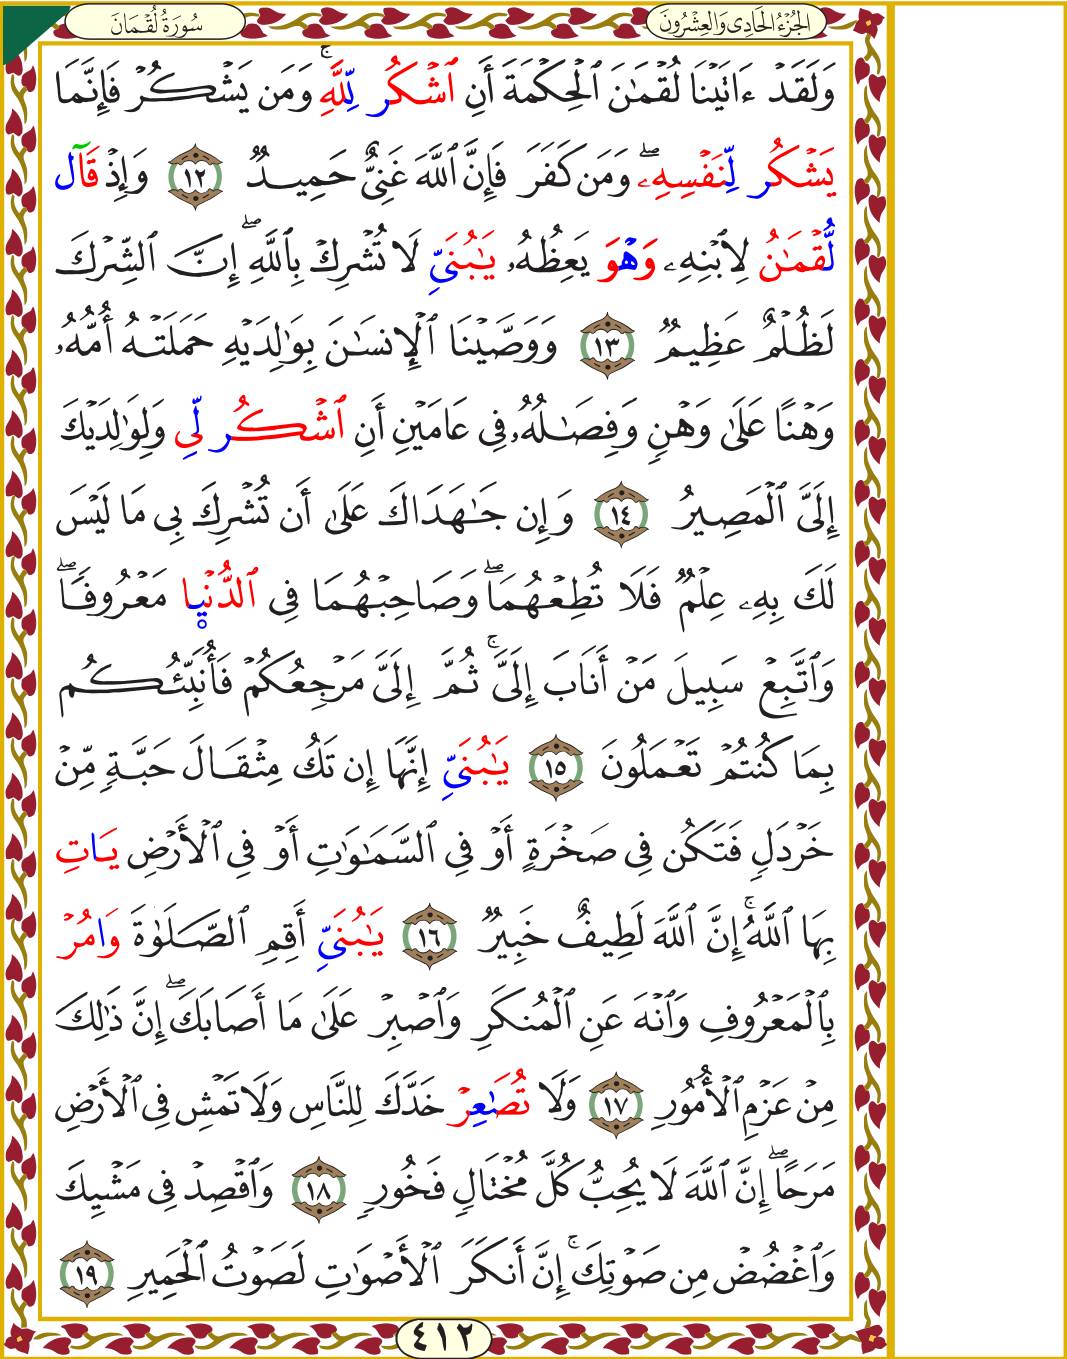 الجُزْءُ الحَادِى وَالعِشْرُونَ
سُورَةُ لُقْمَانَ
وَلَقَدْ ءَاتَيْنَا لُقْمَٰنَ ٱلْحِكْمَةَ أَنِ ٱشْكُر لِّلَّهِۚ وَمَن يَشْكُرْ فَإِنَّمَا
يَشْكُر لِّنَفْسِهِۦۖ وَمَن كَفَرَ فَإِنَّ ٱللَّهَ غَنِىٌّ حَمِيدٌ ١٢ وَإِذْ قَآل
لُّقْمَٰنُ لِٱبْنِهِۦ وَهْوَ يَعِظُهُۥ يَٰبُنَىِّ لَا تُشْرِكْ بِٱللَّهِۖ إِنَّ ٱلشِّرْكَ
لَظُلْمٌ عَظِيمٌ ١٣ وَوَصَّيْنَا ٱلْإِنسَٰنَ بِوَٰلِدَيْهِ حَمَلَتْهُ أُمُّهُۥ
وَهْنًا عَلَىٰ وَهْنٍ وَفِصَٰلُهُۥ فِى عَامَيْنِ أَنِ ٱشْكُر لِّى وَلِوَٰلِدَيْكَ
إِلَىَّ ٱلْمَصِيرُ ١٤ وَإِن جَٰهَدَاكَ عَلَىٰ أَن تُشْرِكَ بِى مَا لَيْسَ
لَكَ بِهِۦ عِلْمٌ فَلَا تُطِعْهُمَاۖ وَصَاحِبْهُمَا فِى ٱلدُّنْيَا مَعْرُوفًاۖ
وَٱتَّبِعْ سَبِيلَ مَنْ أَنَابَ إِلَىَّۚ ثُمَّ إِلَىَّ مَرْجِعُكُمْ فَأُنَبِّئُكُم
بِمَا كُنتُمْ تَعْمَلُونَ ١٥ يَٰبُنَىِّ إِنَّهَا إِن تَكُ مِثْقَالَ حَبَّةٍ مِّنْ
خَرْدَلٍ فَتَكُن فِى صَخْرَةٍ أَوْ فِى ٱلسَّمَٰوَٰتِ أَوْ فِى ٱلْأَرْضِ يَاتِ
بِهَا ٱللَّهُۚ إِنَّ ٱللَّهَ لَطِيفٌ خَبِيرٌ ١٦ يَٰبُنَىِّ أَقِمِ ٱلصَّلَوٰةَ وَامُرْ
بِٱلْمَعْرُوفِ وَٱنْهَ عَنِ ٱلْمُنكَرِ وَٱصْبِرْ عَلَىٰ مَا أَصَابَكَۖ إِنَّ ذَٰلِكَ
مِنْ عَزْمِ ٱلْأُمُورِ ١٧ وَلَا تُصَٰعِرْ خَدَّكَ لِلنَّاسِ وَلَا تَمْشِ فِى ٱلْأَرْضِ
مَرَحًاۖ إِنَّ ٱللَّهَ لَا يُحِبُّ كُلَّ مُخْتَالٍ فَخُورٍ ١٨ وَٱقْصِدْ فِى مَشْيِكَ
وَٱغْضُضْ مِن صَوْتِكَۚ إِنَّ أَنكَرَ ٱلْأَصْوَٰتِ لَصَوْتُ ٱلْحَمِيرِ ١٩
٤١٢